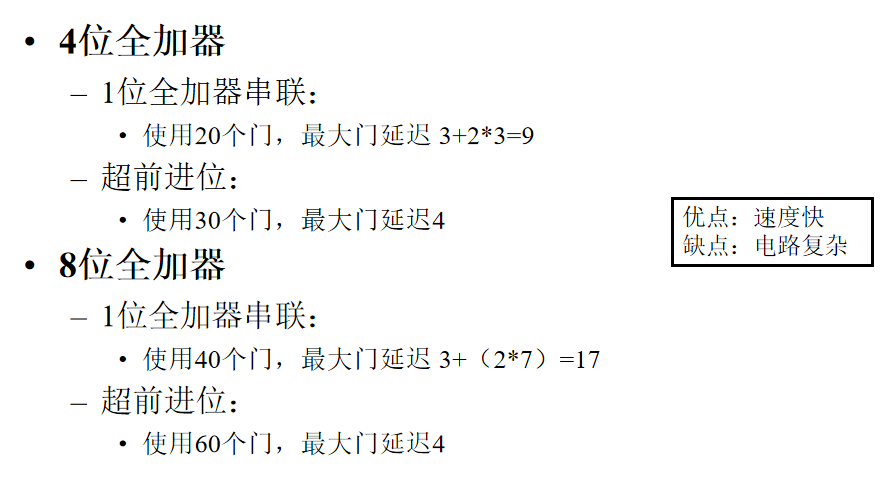 • 4位全加器
– 1位全加器串联：
• 使用20个门，最大门延迟 3+2*3=9
– 超前进位：
• 使用30个门，最大门延迟4
优点：速度快
缺点：电路复杂
• 8位全加器
– 1位全加器串联：
• 使用40个门，最大门延迟 3+（2*7）=17
– 超前进位：
• 使用60个门，最大门延迟4